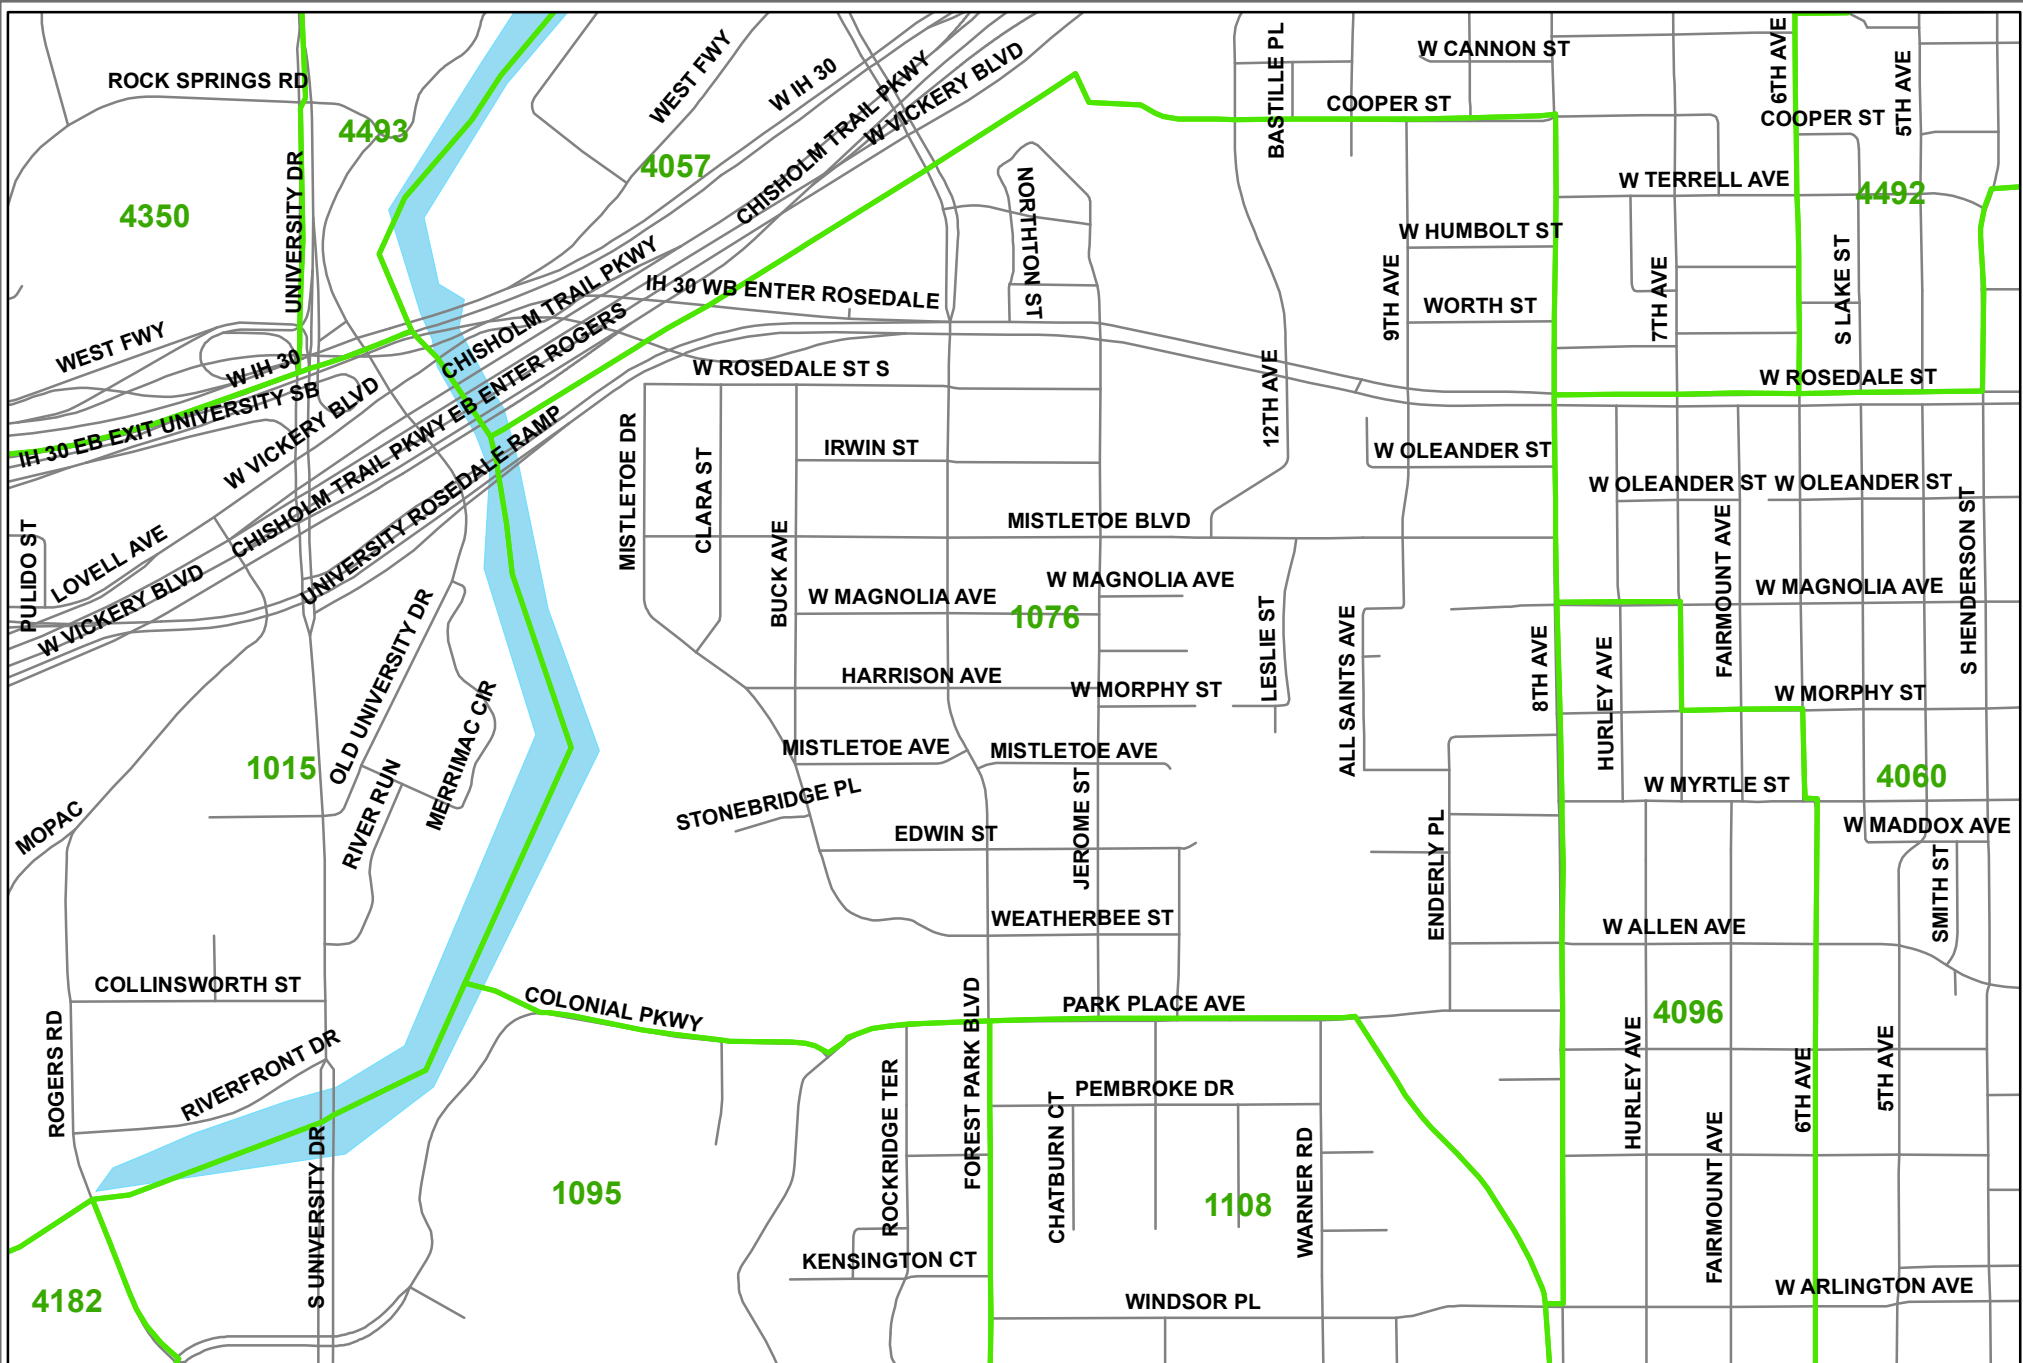 W CANNON ST
ROCK SPRINGS RD
WEST FWY
W IH 30
CHISHOLM TRAIL PKWY
W VICKERY BLVD
BASTILLE PL
COOPER ST
6TH AVE
5TH AVE
COOPER ST
4493
4057
4350
UNIVERSITY DR
NORTHTON ST
W TERRELL AVE
4492
W HUMBOLT ST
9TH AVE
7TH AVE
S LAKE ST
WORTH ST
CHISHOLM TRAIL PKWY
IH 30 WB ENTER ROSEDALE
WEST FWY
W IH 30
IH 30 EB EXIT UNIVERSITY SB
W VICKERY BLVD
CHISHOLM TRAIL PKWY EB ENTER ROGERS
UNIVERSITY ROSEDALE RAMP
W ROSEDALE ST S
W ROSEDALE ST
12TH AVE
MISTLETOE DR
CLARA ST
IRWIN ST
W OLEANDER ST
W OLEANDER ST
W OLEANDER ST
BUCK AVE
MISTLETOE BLVD
FAIRMOUNT AVE
S HENDERSON ST
PULIDO ST
LOVELL AVE
W VICKERY BLVD
W MAGNOLIA AVE
W MAGNOLIA AVE
W MAGNOLIA AVE
1076
LESLIE ST
ALL SAINTS AVE
8TH AVE
HURLEY AVE
OLD UNIVERSITY DR
MERRIMAC CIR
HARRISON AVE
W MORPHY ST
W MORPHY ST
1015
RIVER RUN
MISTLETOE AVE
MISTLETOE AVE
STONEBRIDGE PL
JEROME ST
W MYRTLE ST
4060
MOPAC
EDWIN ST
ENDERLY PL
W MADDOX AVE
SMITH ST
WEATHERBEE ST
W ALLEN AVE
COLLINSWORTH ST
COLONIAL PKWY
FOREST PARK BLVD
PARK PLACE AVE
4096
ROGERS RD
RIVERFRONT DR
ROCKRIDGE TER
CHATBURN CT
PEMBROKE DR
WARNER RD
HURLEY AVE
FAIRMOUNT AVE
6TH AVE
5TH AVE
S UNIVERSITY DR
1095
1108
KENSINGTON CT
4182
WINDSOR PL
W ARLINGTON AVE